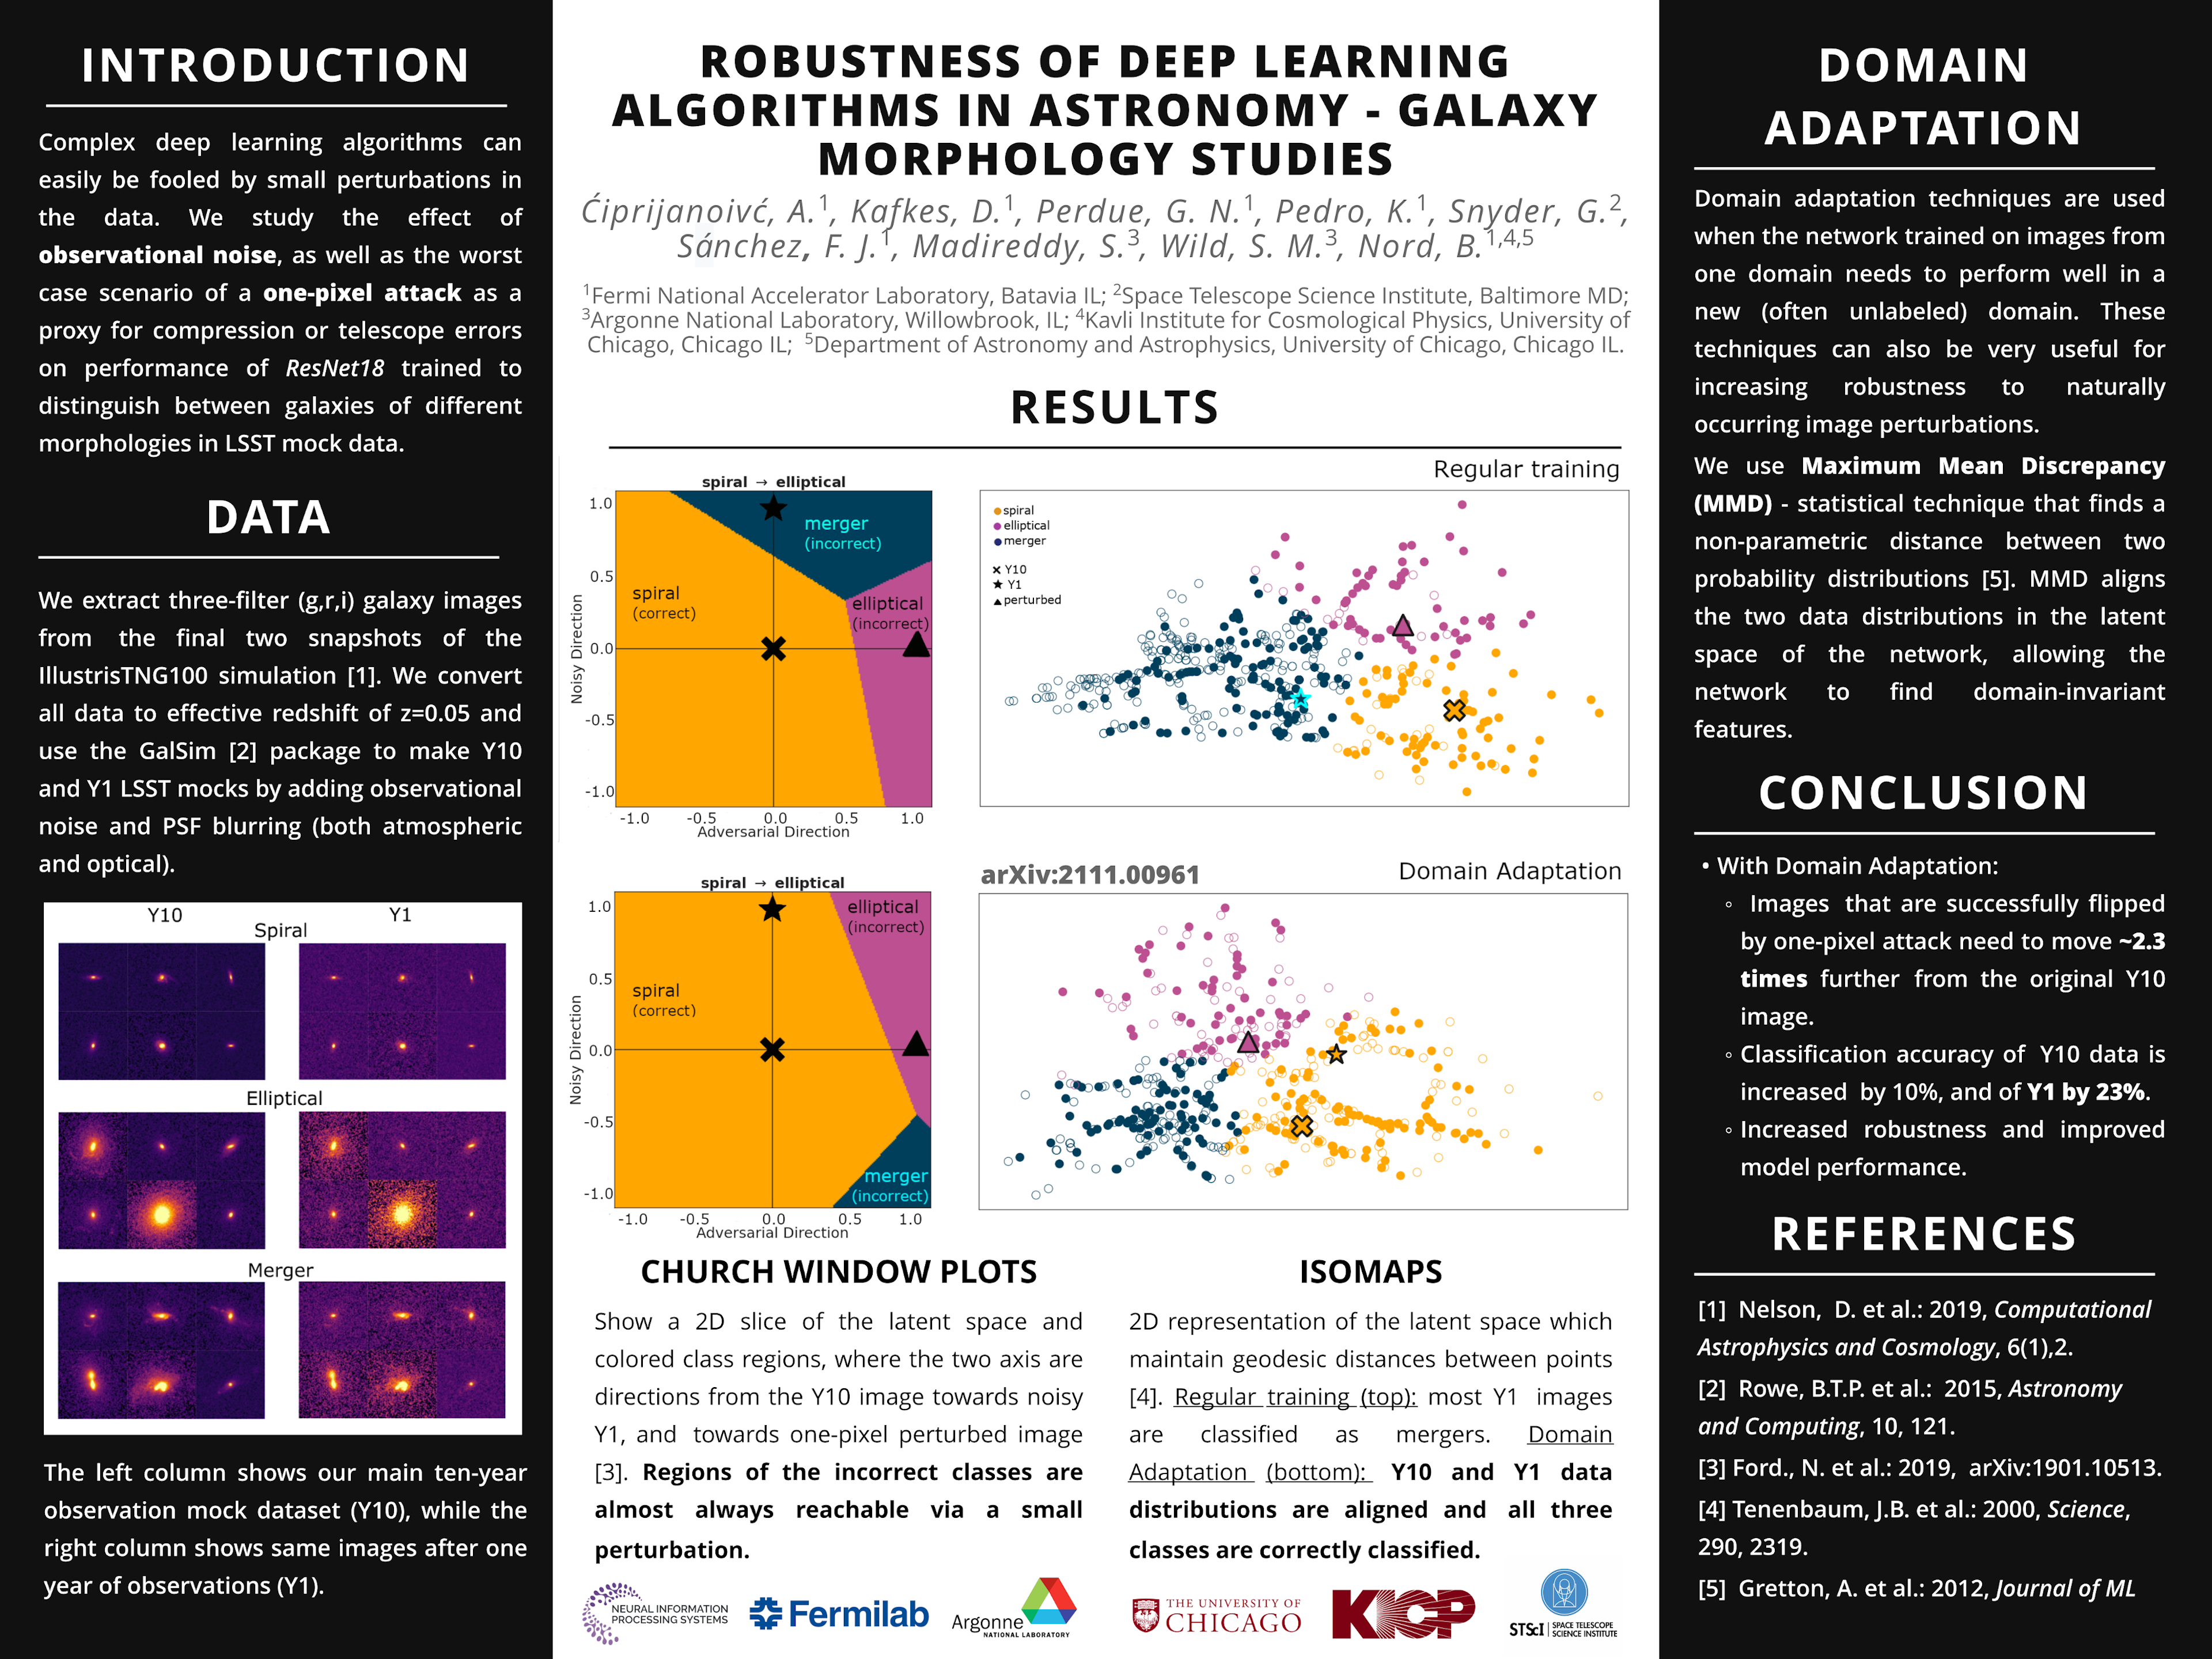 INTRODUCTION
Complex deep learning algorithms can
easily be fooled by small perturbations in
the data. We study the effect of
observational noise, as well as the worst
case scenario of a one-pixel attack as a
proxy for compression or telescope errors
on performance of ResNet18 trained to
distinguish between galaxies of different
morphologies in LSST mock data.
DATA
We extract three-filter (g,r,i) galaxy images
from the final two snapshots of the
IllustrisTNG100 simulation [1]. We convert
all data to effective redshift of z=0.05 and
use the GalSim [2] package to make Y10
and Y1 LSST mocks by adding observational
noise and PSF blurring (both atmospheric
and optical).
Y10 Y1
Spiral
Elliptical
Merger
The left column shows our main ten-year
observation mock dataset (Y10), while the
right column shows same images after one
year of observations (Y1).
ROBUSTNESS OF DEEP LEARNING
ALGORITHMS IN ASTRONOMY - GALAXY
MORPHOLOGY STUDIES
Ćiprijanoivć, A.1, Kafkes, D.1, Perdue, G. N.1, Pedro, K.1, Snyder, G.2,
Sánchez, F. J.1, Madireddy, S.3, Wild, S. M.3, Nord, B.1,4,5
1Fermi National Accelerator Laboratory, Batavia IL; 2Space Telescope Science Institute, Baltimore MD;
3Argonne National Laboratory, Willowbrook, IL; 4Kavli Institute for Cosmological Physics, University of
Chicago, Chicago IL; 5Department of Astronomy and Astrophysics, University of Chicago, Chicago IL.
RESULTS
spiral → elliptical
1.0
0.5
0.0
-0.5
-1.0
Noisy Direction
merger
(incorrect)
spiral
(correct)
elliptical
(incorrect)
-1.0 -0.5 0.0 0.5 1.0
Adversarial Direction
Regular training
spiral
elliptical
merger
Y10
Y1
perturbed
spiral → elliptical
1.0
0.5
0.0
-0.5
-1.0
Noisy Direction
elliptical
(incorrect)
spiral
(correct)
merger
(incorrect)
-1.0 -0.5 0.0 0.5 1.0
Adversarial Direction
arXiv:2111.00961
Domain Adaptation
CHURCH WINDOW PLOTS
Show a 2D slice of the latent space and
colored class regions, where the two axis are
directions from the Y10 image towards noisy
Y1, and towards one-pixel perturbed image
[3]. Regions of the incorrect classes are
almost always reachable via a small
perturbation.
ISOMAPS
2D representation of the latent space which
maintain geodesic distances between points
[4]. Regular training (top): most Y1 images
are classified as mergers. Domain
Adaptation (bottom): Y10 and Y1 data
distributions are aligned and all three
classes are correctly classified.
NEURAL INFORMATION
PROCESSING SYSTEMS
Fermilab
Argonne
NATIONAL LABORATORY
THE UNIVERSITY OF
CHICAGO
KICP
STScI | SPACE TELESCOPE
SCIENCE INSTITUTE
DOMAIN
ADAPTATION
Domain adaptation techniques are used
when the network trained on images from
one domain needs to perform well in a
new (often unlabeled) domain. These
techniques can also be very useful for
increasing robustness to naturally
occurring image perturbations.
We use Maximum Mean Discrepancy
(MMD) - statistical technique that finds a
non-parametric distance between two
probability distributions [5]. MMD aligns
the two data distributions in the latent
space of the network, allowing the
network to find domain-invariant
features.
CONCLUSION
• With Domain Adaptation:
◦ Images that are successfully flipped
by one-pixel attack need to move ~2.3
times further from the original Y10
image.
◦ Classification accuracy of Y10 data is
increased by 10%, and of Y1 by 23%.
◦ Increased robustness and improved
model performance.
REFERENCES
[1] Nelson, D. et al.: 2019, Computational
Astrophysics and Cosmology, 6(1),2.
[2] Rowe, B.T.P. et al.: 2015, Astronomy
and Computing, 10, 121.
[3] Ford., N. et al.: 2019, arXiv:1901.10513.
[4] Tenenbaum, J.B. et al.: 2000, Science,
290, 2319.
[5] Gretton, A. et al.: 2012, Journal of ML